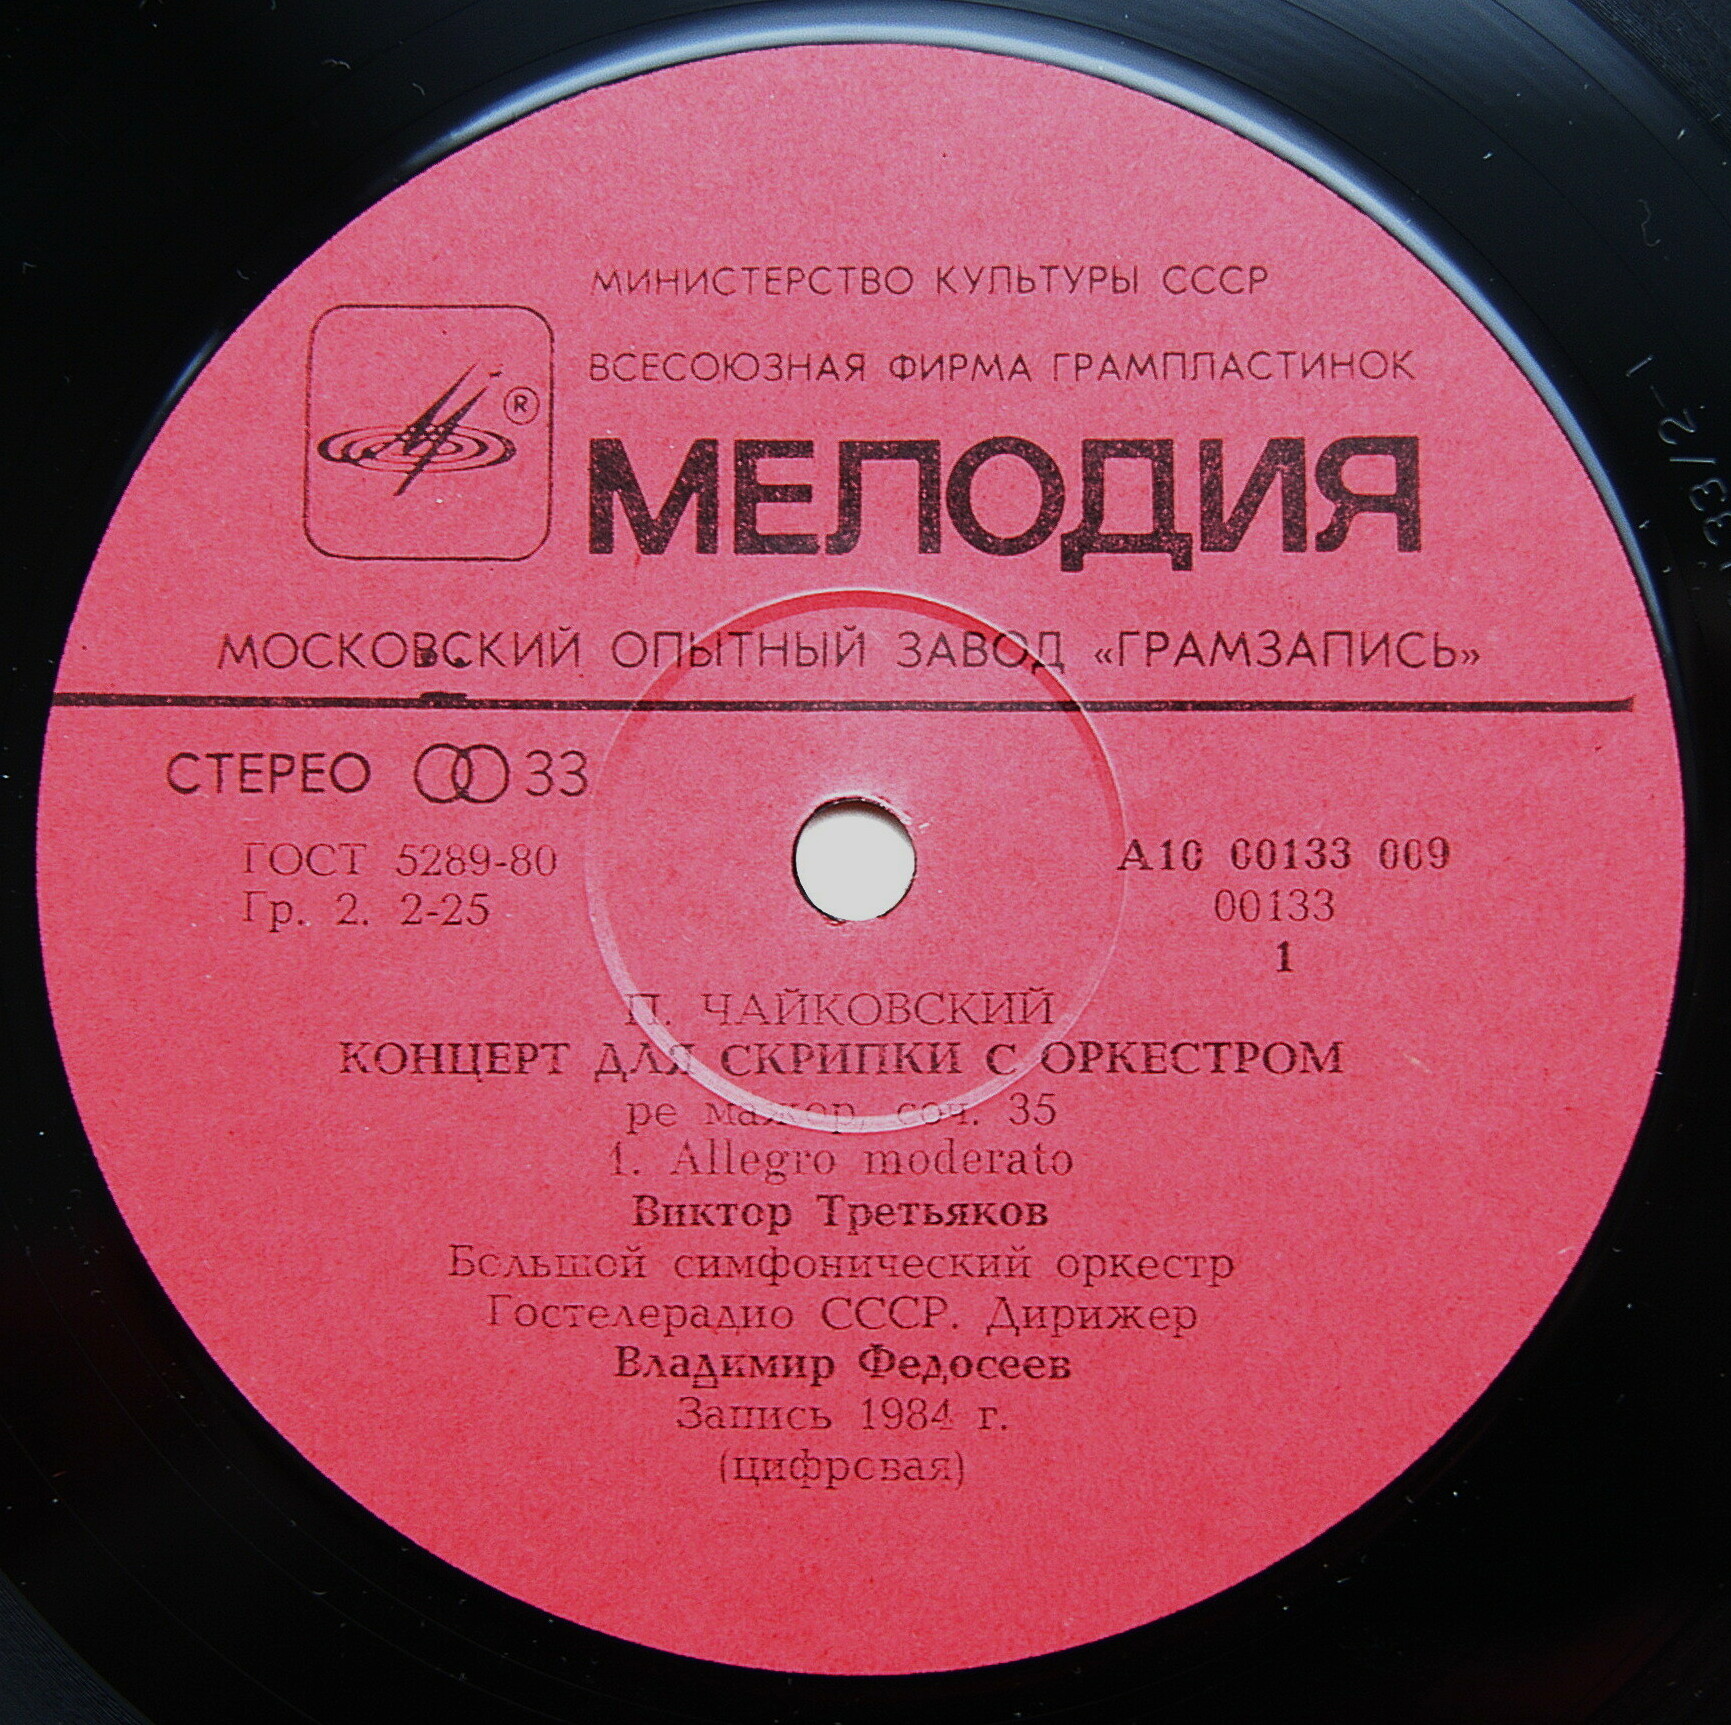 МИНИСТЕРСТВО КУЛЬТУРЫ СССР
ВСЕСОЮЗНАЯ ФИРМА ГРАМПЛАСТИНОК
®
МЕЛОДИЯ
МОСКОВСКИЙ ОПЫТНЫЙ ЗАВОД «ГРАМЗАПИСЬ»
СТЕРЕО 33
ГОСТ 5289-80
Гр. 2. 2-25
А10 00133 009
00133
1
П. ЧАЙКОВСКИЙ
КОНЦЕРТ ДЛЯ СКРИПКИ С ОРКЕСТРОМ
ре мажор, соч. 35
1. Allegro moderato
Виктор Третьяков
Большой симфонический оркестр
Гостелерадио СССР. Дирижер
Владимир Федосеев
Запись 1984 г.
(цифровая)